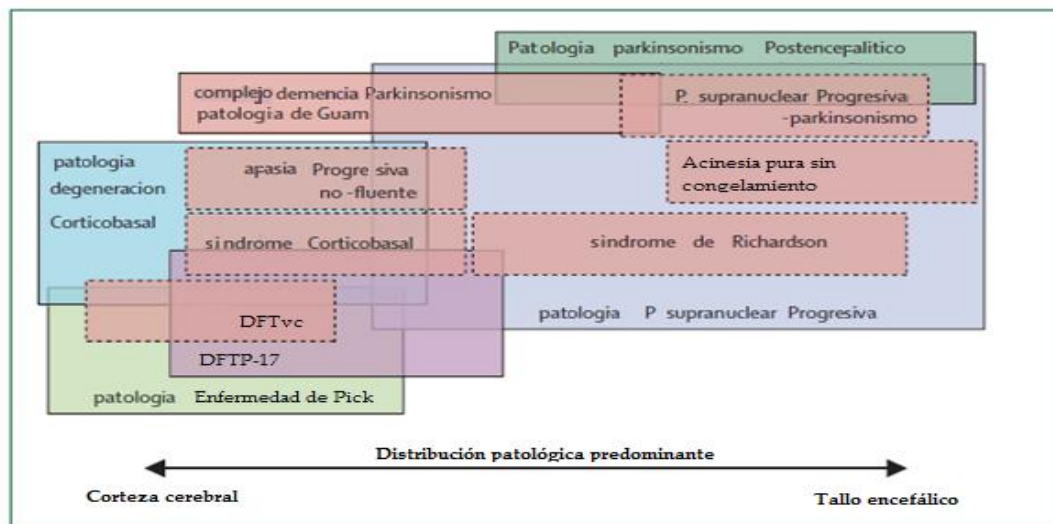 Patologia parkinsonismo Postencefalitico
complejo demencia Parkinsonismo
patologia de Guam
P. supranuclear Progresiva
-parkinsonismo
patologia
degeneracion
Corticobasal
afasia Progresiva
no-fluente
Acinesia pura sin
congelamiento
sindrome Corticobasal
sindrome de Richardson
patologia P supranuclear Progresiva
DFTvc
DFTP-17
patologia Enfermedad de Pick
Distribución patológica predominante
Corteza cerebral
Tallo encefálico